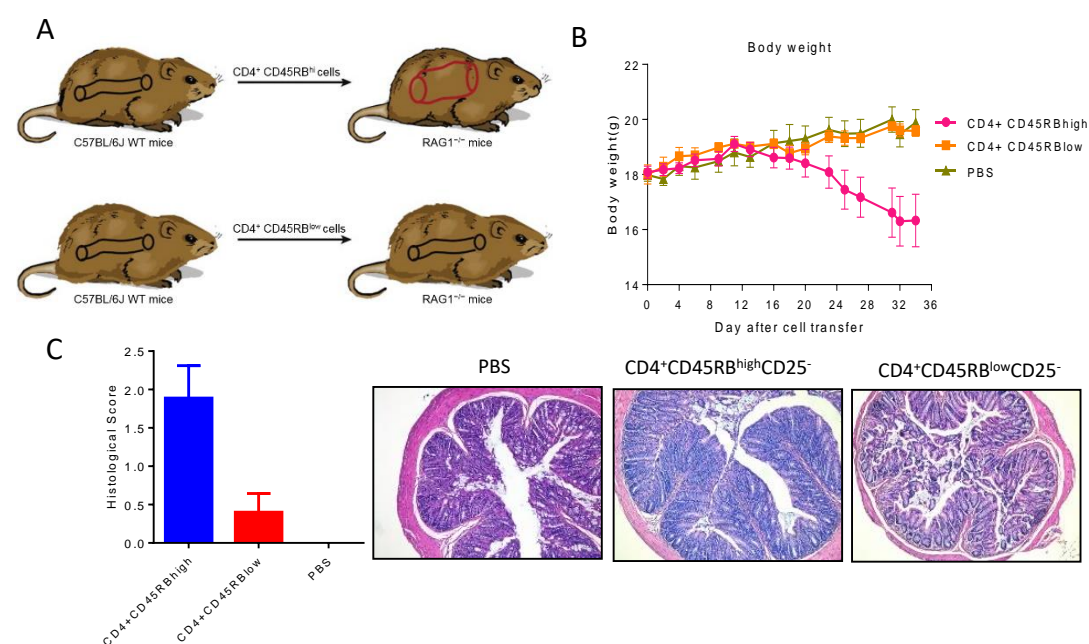 A
CD4⁺ CD45RBʰⁱ cells
C57BL/6J WT mice
RAG1⁻/⁻ mice
CD4⁺ CD45RBˡᵒʷ cells
C57BL/6J WT mice
RAG1⁻/⁻ mice
B
Body weight
Body weight(g)
22
20
18
16
14
0 4 8 12 16 20 24 28 32 36
Day after cell transfer
CD4+ CD45RBhigh
CD4+ CD45RBlow
PBS
C
Histological Score
2.5
2.0
1.5
1.0
0.5
0.0
CD4+CD45RBhigh
CD4+CD45RBlow
PBS
PBS
CD4⁺CD45RBʰⁱᵍʰCD25⁻
CD4⁺CD45RBˡᵒʷCD25⁻